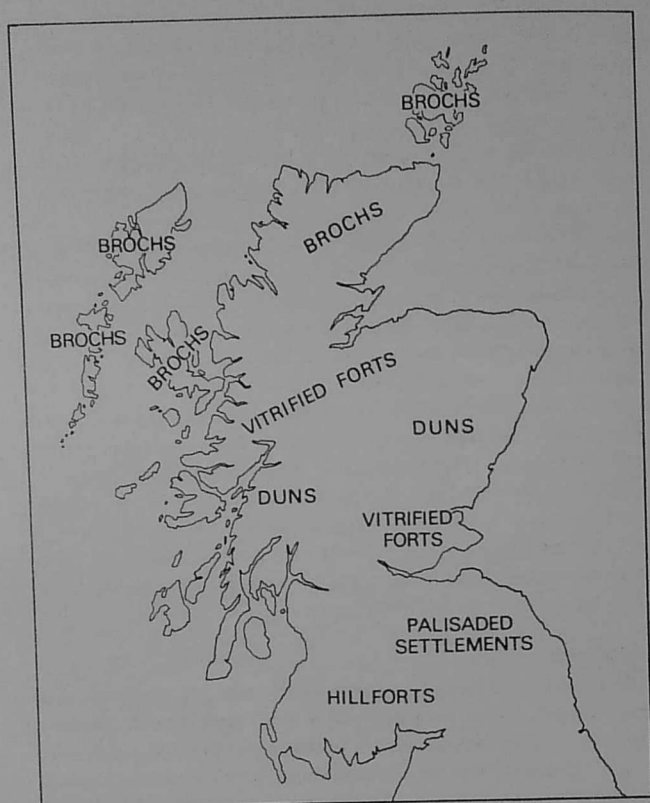 BROCHS
BROCHS
BROCHS
BROCHS
BROCHS
VITRIFIED FORTS
DUNS
DUNS
VITRIFIED
FORTS
PALISADED
SETTLEMENTS
HILLFORTS